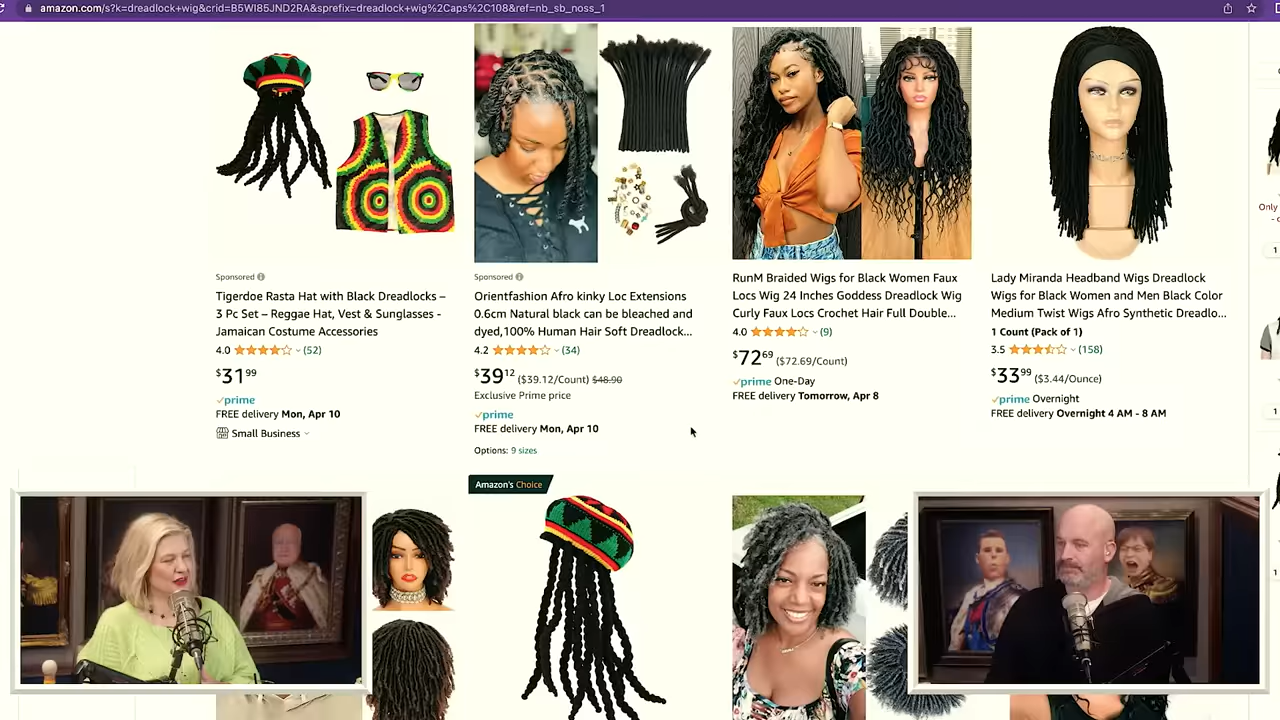 amazon.com/s?k=dreadlock+wig&crid=B5WI85JND2RA&sprefix=dreadlock+wig%2Caps%2C108&ref=nb_sb_noss_1
Sponsored
Tigerdoe Rasta Hat with Black Dreadlocks –
3 Pc Set – Reggae Hat, Vest & Sunglasses -
Jamaican Costume Accessories
4.0 (52)
$31 99
prime
FREE delivery Mon, Apr 10
Small Business
Sponsored
Orientfashion Afro kinky Loc Extensions
0.6cm Natural black can be bleached and
dyed,100% Human Hair Soft Dreadlock...
4.2 (34)
$39 12 ($39.12/Count) $48.90
Exclusive Prime price
prime
FREE delivery Mon, Apr 10
Options: 9 sizes
RunM Braided Wigs for Black Women Faux
Locs Wig 24 Inches Goddess Dreadlock Wig
Curly Faux Locs Crochet Hair Full Double...
4.0 (9)
$72 69 ($72.69/Count)
prime One-Day
FREE delivery Tomorrow, Apr 8
Lady Miranda Headband Wigs Dreadlock
Wigs for Black Women and Men Black Color
Medium Twist Wigs Afro Synthetic Dreadlo...
1 Count (Pack of 1)
3.5 (158)
$33 99 ($3.44/Ounce)
prime Overnight
FREE delivery Overnight 4 AM - 8 AM
Only
1
1
1
Amazon's Choice